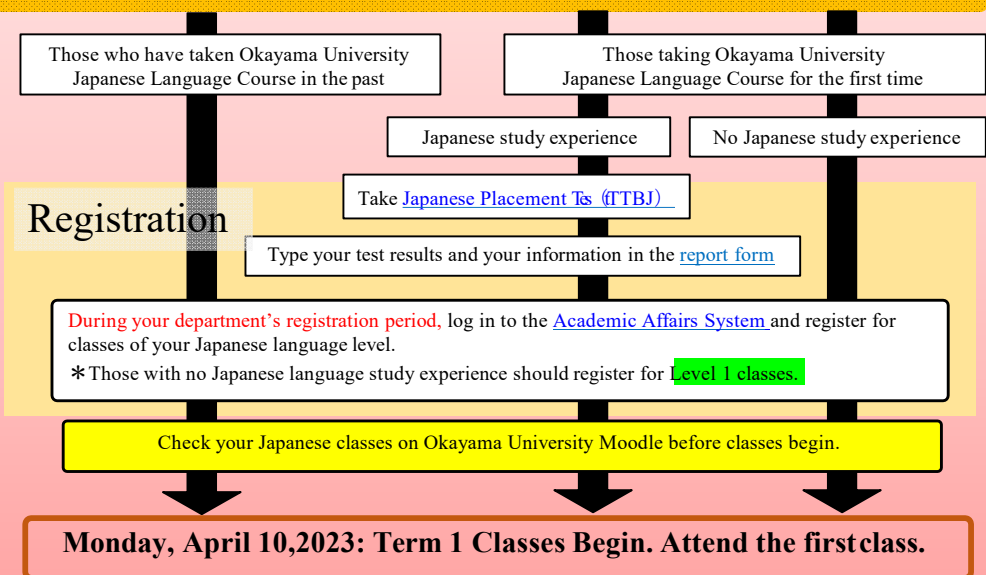 Those who have taken Okayama University
Japanese Language Course in the past
Those taking Okayama University
Japanese Language Course for the first time
Japanese study experience
No Japanese study experience
Take Japanese Placement Tes (tTTBJ)
Registration
Type your test results and your information in the report form
During your department's registration period, log in to the Academic Affairs System and register for
classes of your Japanese language level.
＊Those with no Japanese language study experience should register for Level 1 classes.
Check your Japanese classes on Okayama University Moodle before classes begin.
Monday, April 10,2023: Term 1 Classes Begin. Attend the first class.